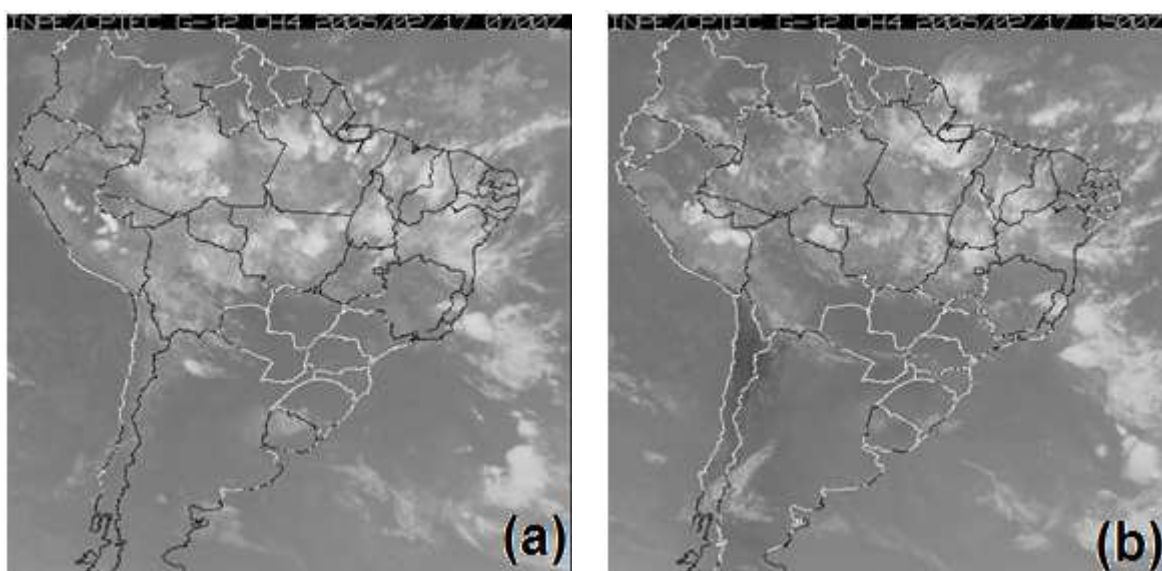 INPE/CPTEC G-12 CH4 2005/02/17 0700Z
(a)
INPE/CPTEC G-12 CH4 2005/02/17 1500Z
(b)